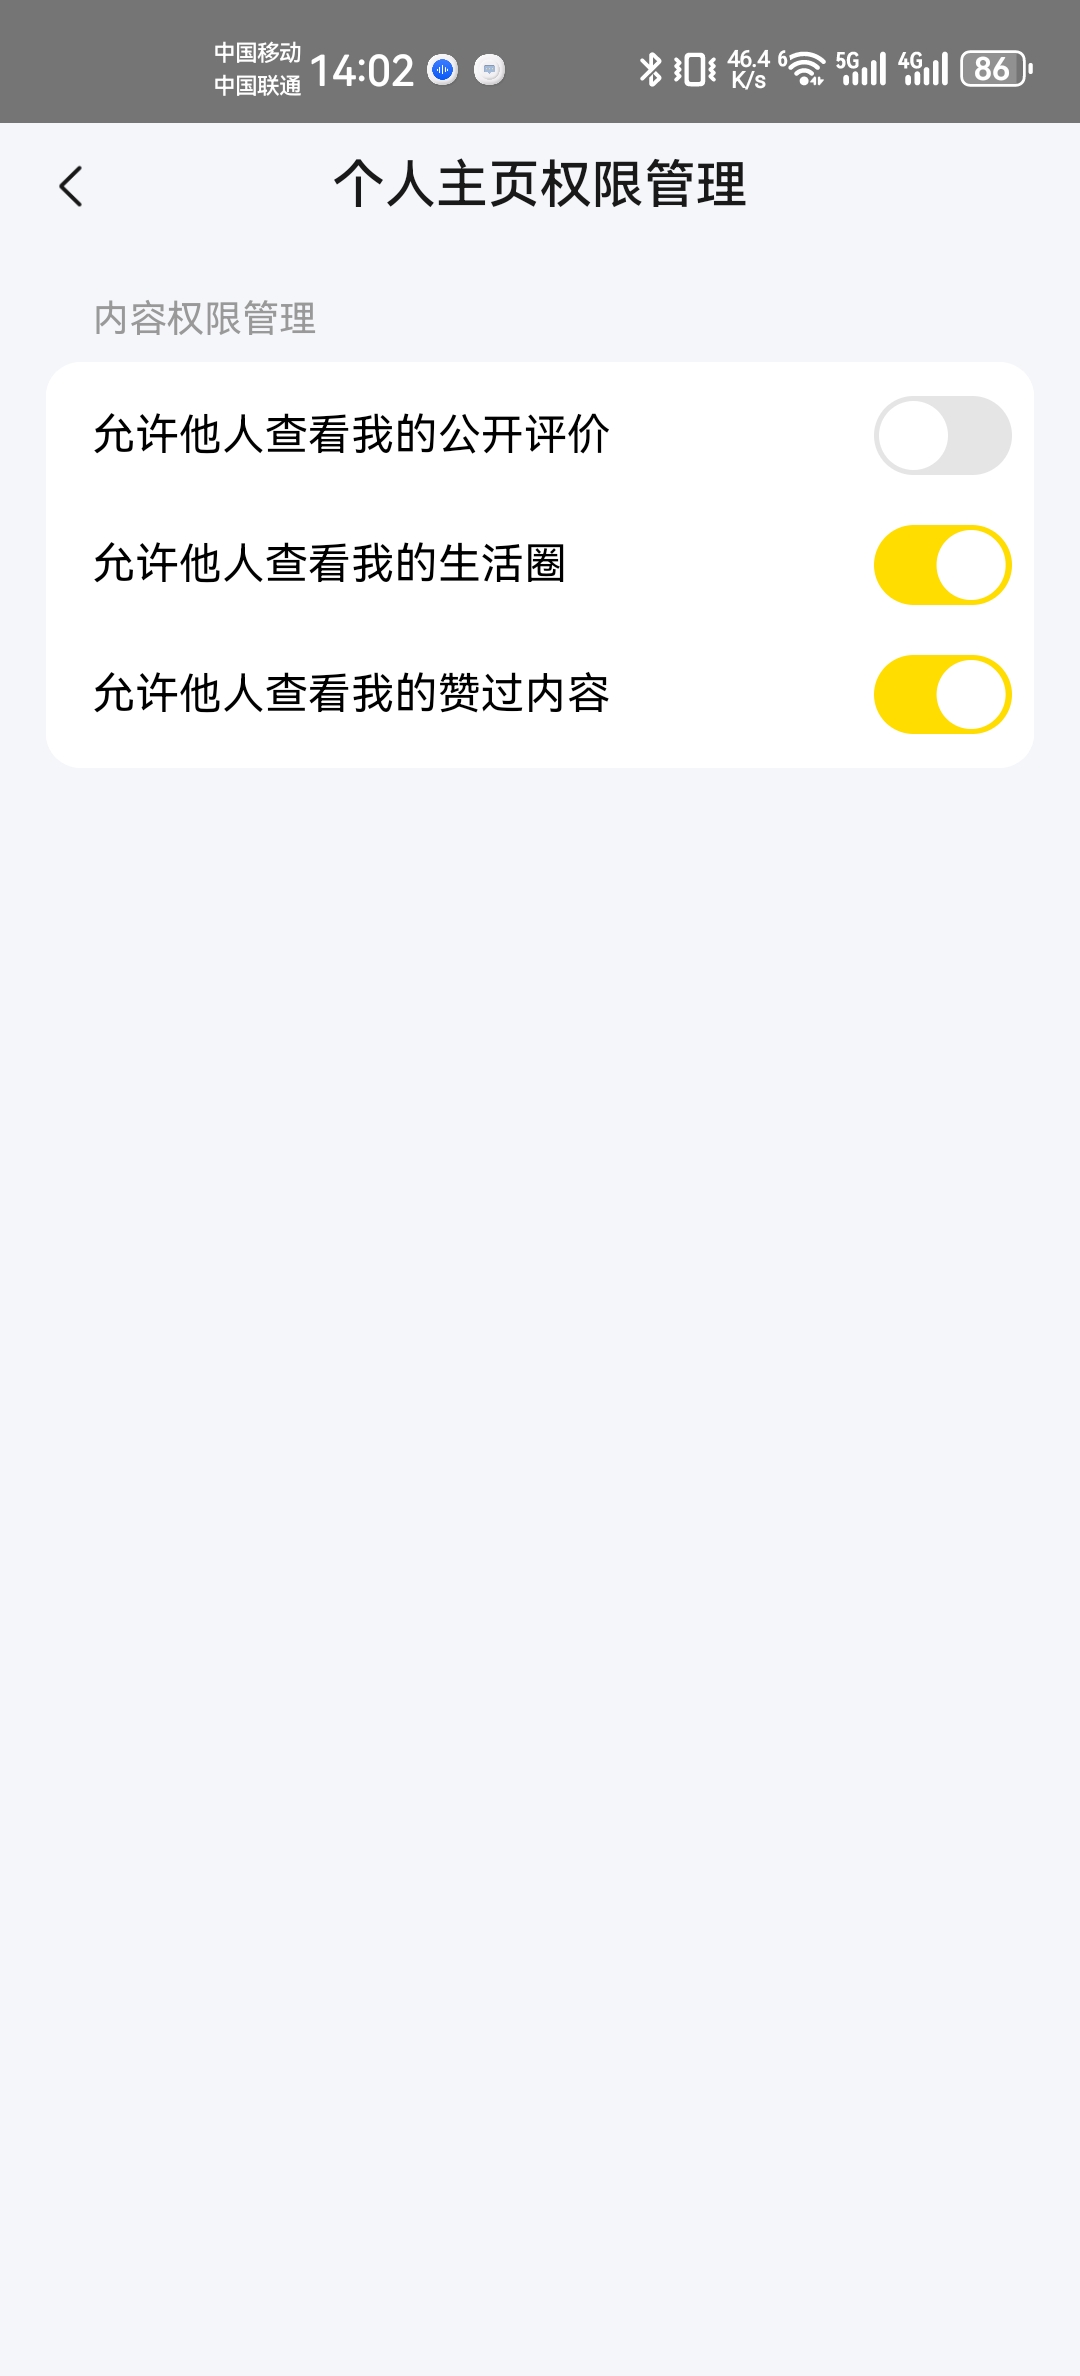 中国移动
中国联通
14:02
46.4
K/s
6
5G
4G
86
个人主页权限管理
内容权限管理
允许他人查看我的公开评价
允许他人查看我的生活圈
允许他人查看我的赞过内容